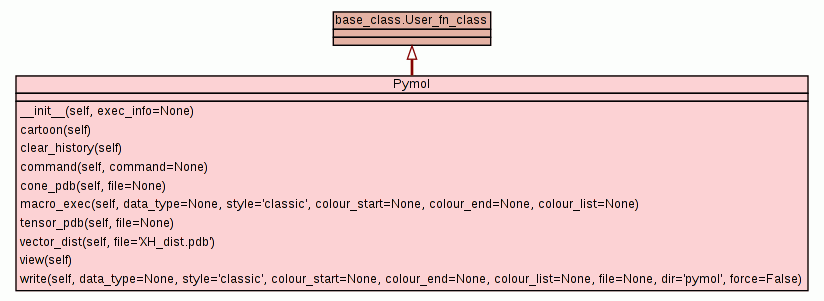 base_class.User_fn_class
Pymol
__init__(self, exec_info=None)
cartoon(self)
clear_history(self)
command(self, command=None)
cone_pdb(self, file=None)
macro_exec(self, data_type=None, style='classic', colour_start=None, colour_end=None, colour_list=None)
tensor_pdb(self, file=None)
vector_dist(self, file='XH_dist.pdb')
view(self)
write(self, data_type=None, style='classic', colour_start=None, colour_end=None, colour_list=None, file=None, dir='pymol', force=False)